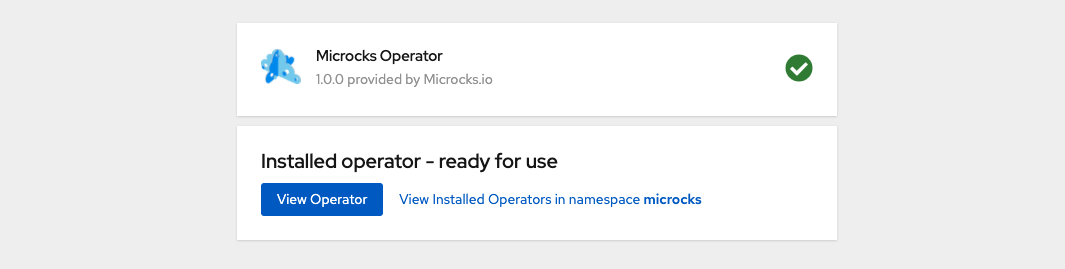 Microcks Operator
1.0.0 provided by Microcks.io
Installed operator - ready for use
View Operator View Installed Operators in namespace microcks